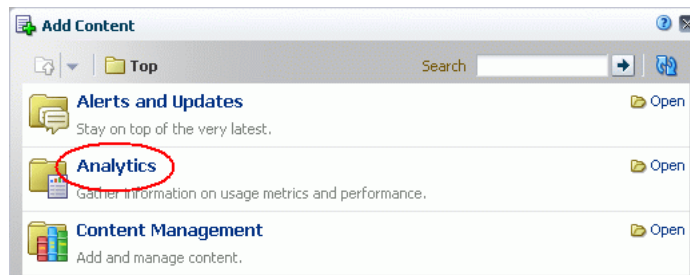 Add Content
Top Search
Alerts and Updates Open
Stay on top of the very latest.
Analytics Open
Gather information on usage metrics and performance.
Content Management Open
Add and manage content.